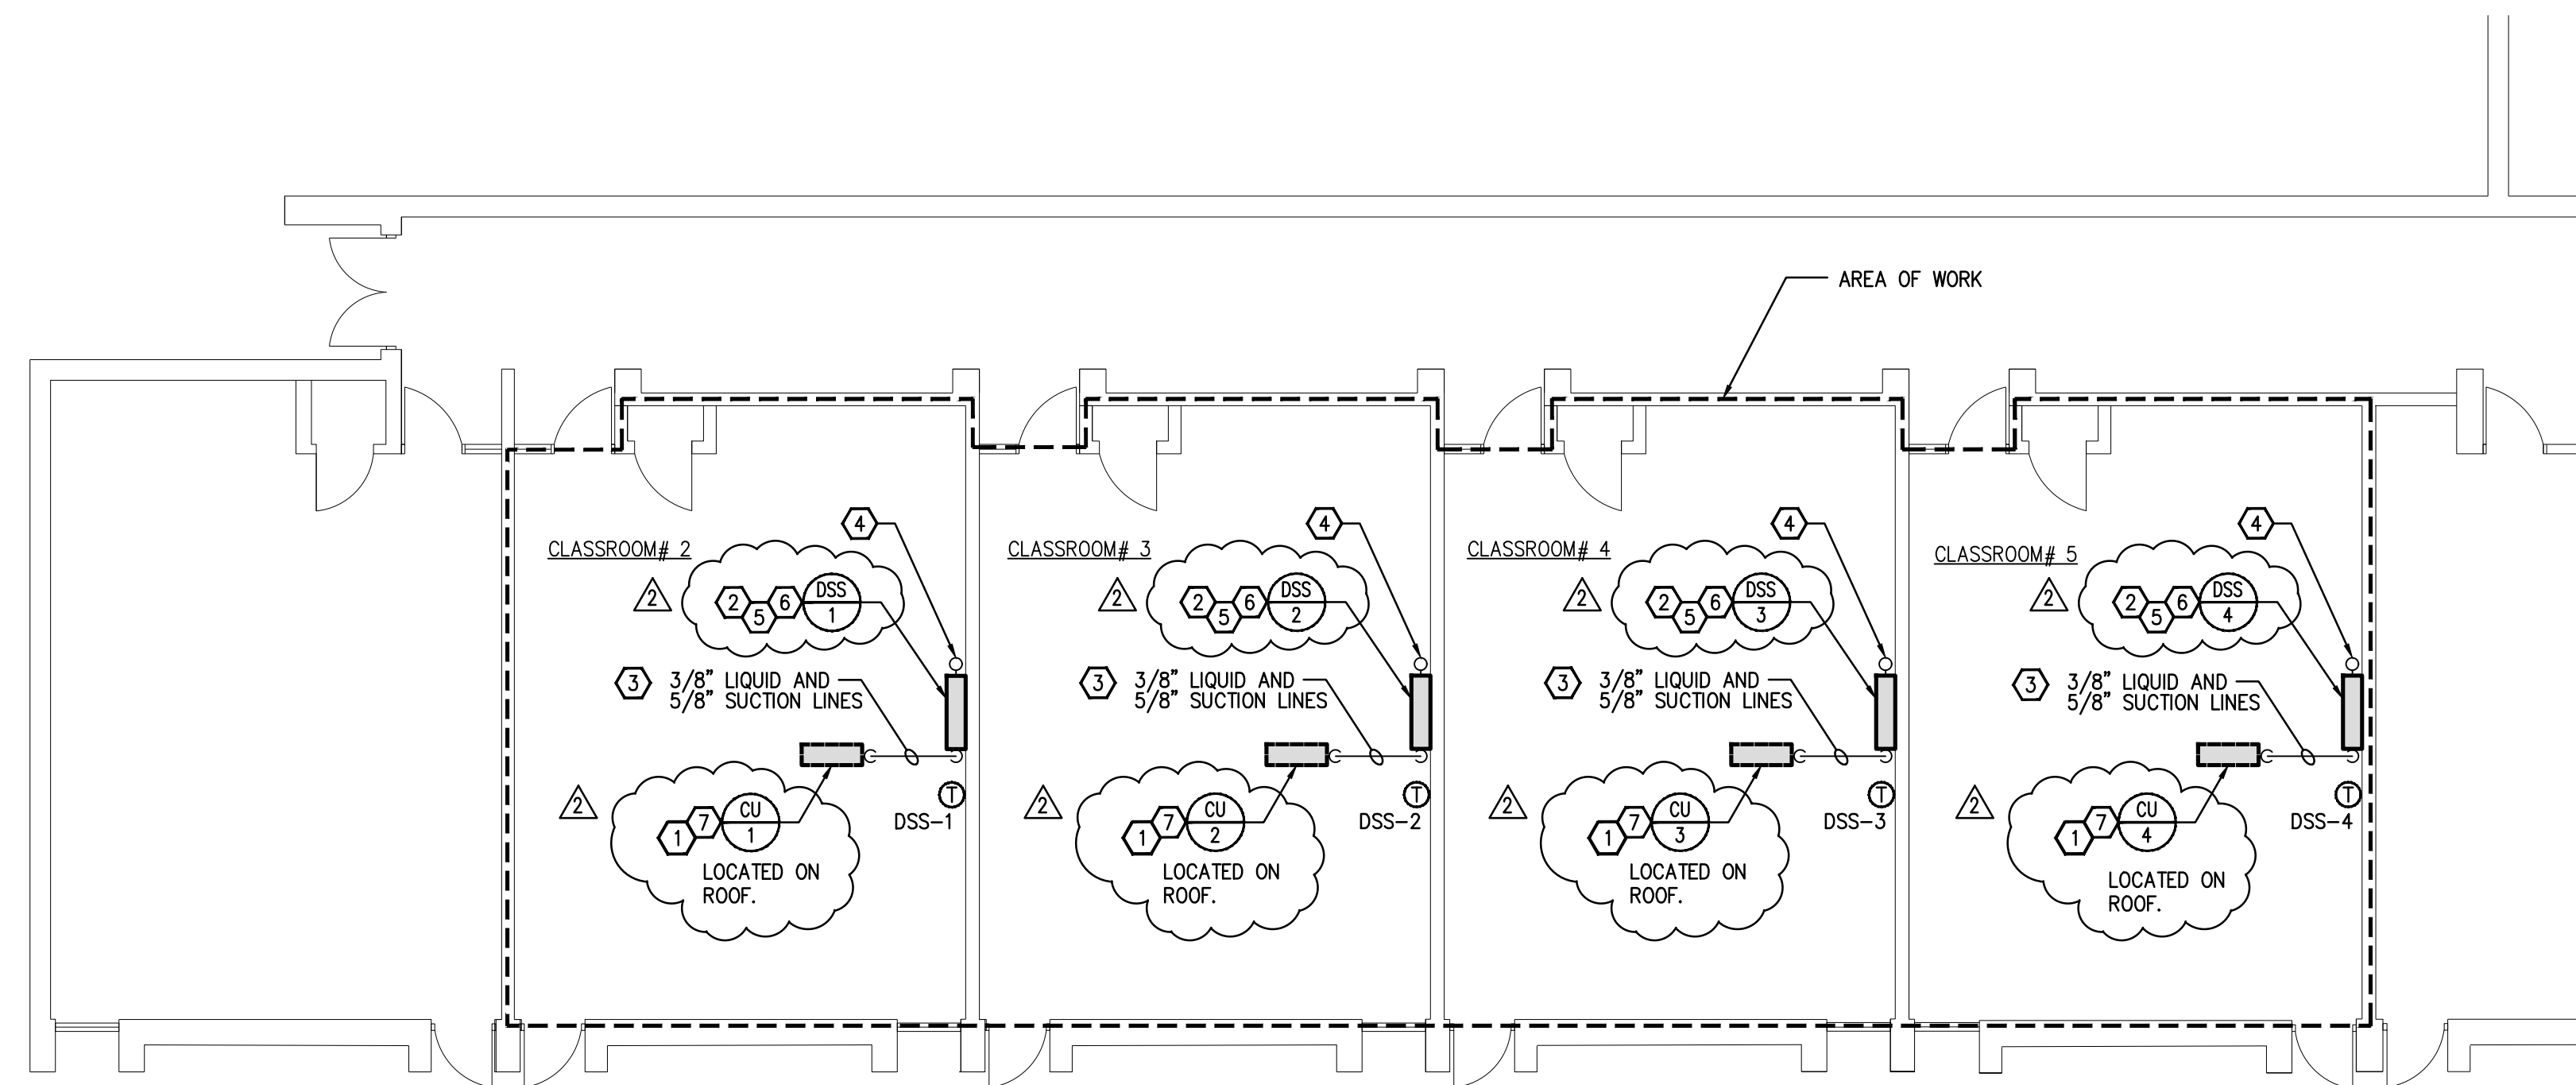 AREA OF WORK
4
CLASSROOM# 2
2
2
5
6
DSS
1
3
3/8" LIQUID AND
5/8" SUCTION LINES
2
1
7
CU
1
LOCATED ON
ROOF.
T
DSS-1
4
CLASSROOM# 3
2
2
5
6
DSS
2
3
3/8" LIQUID AND
5/8" SUCTION LINES
2
1
7
CU
2
LOCATED ON
ROOF.
T
DSS-2
4
CLASSROOM# 4
2
2
5
6
DSS
3
3
3/8" LIQUID AND
5/8" SUCTION LINES
2
1
7
CU
3
LOCATED ON
ROOF.
T
DSS-3
4
CLASSROOM# 5
2
2
5
6
DSS
4
3
3/8" LIQUID AND
5/8" SUCTION LINES
2
1
7
CU
4
LOCATED ON
ROOF.
T
DSS-4